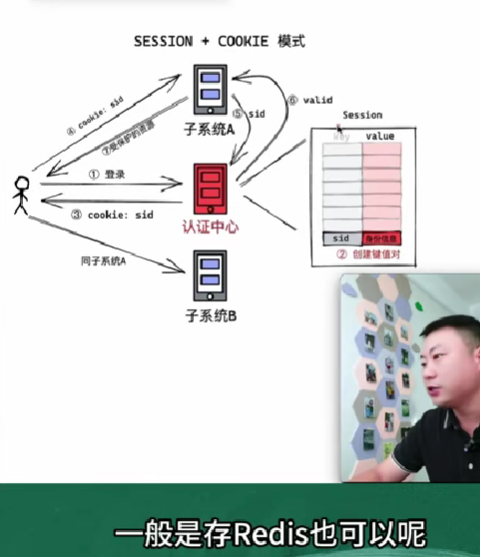 SESSION + COOKIE 模式
④ cookie: sid
⑦受保护的资源
子系统A
⑤ sid
⑥ valid
Session
key value
① 登录
③ cookie: sid
认证中心
sid 身份信息
② 创建键值对
同子系统A
子系统B
一般是存Redis也可以呢